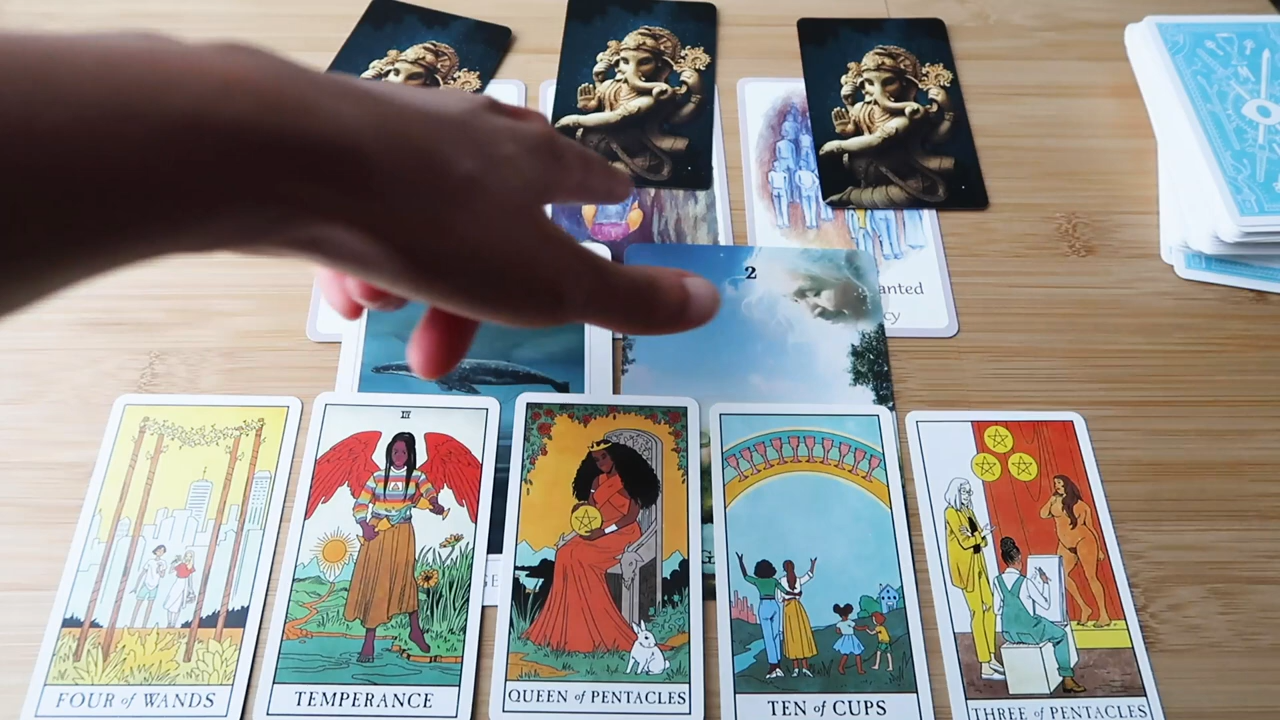 2
anted
cy
FOUR of WANDS
TEMPERANCE
QUEEN of PENTACLES
TEN of CUPS
THREE of PENTACLES